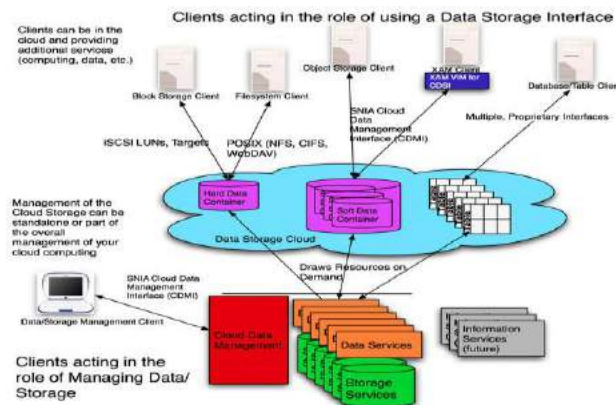 Clients acting in the role of using a Data Storage Interface
Clients can be in the
cloud and providing
additional services
(computing, data, etc.)
Block Storage Client
Filesystem Client
Object Storage Client
XAM Client
XAM VIM for
CDSI
Database/Table Client
iSCSI LUNs, Targets
POSIX (NFS, CIFS,
WebDAV)
SNIA Cloud
Data
Management
Interface (CDMI)
Multiple, Proprietary Interfaces
Hard Data
Container
Soft Data
Container
Management of the
Cloud Storage can be
standalone or part of
the overall
management of your
cloud computing
Data Storage Cloud
Draws Resources on
Demand
SNIA Cloud Data
Management
Interface (CDMI)
Data/Storage Management Client
Cloud Data
Management
Data Services
Storage
Services
Information
Services
(future)
Clients acting in the
role of Managing Data/
Storage